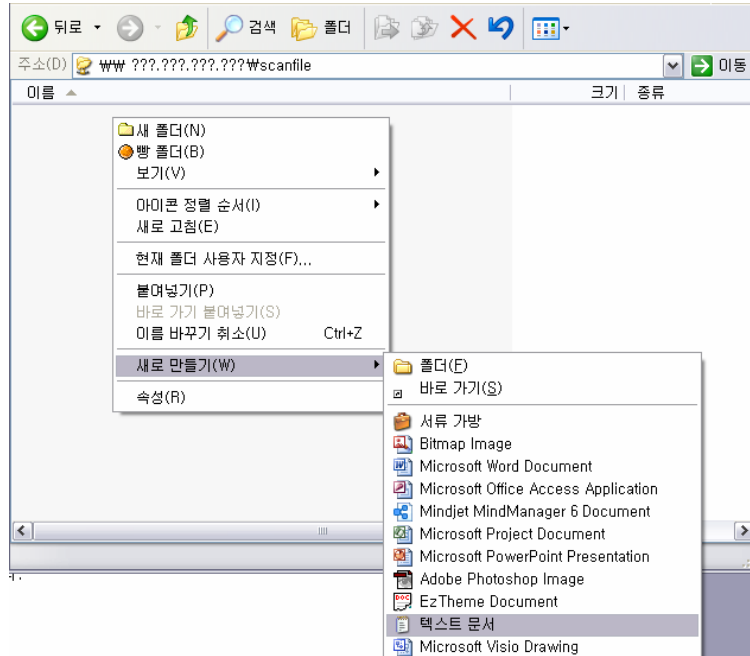 뒤로 검색 폴더
주소(D) ₩₩ ???.???.???.???₩scanfile 이동
이름 크기 종류
새 폴더(N)
빵 폴더(B)
보기(V)
아이콘 정렬 순서(I)
새로 고침(E)
현재 폴더 사용자 지정(F)...
붙여넣기(P)
바로 가기 붙여넣기(S)
이름 바꾸기 취소(U) Ctrl+Z
새로 만들기(W)
속성(R)
폴더(F)
바로 가기(S)
서류 가방
Bitmap Image
Microsoft Word Document
Microsoft Office Access Application
Mindjet MindManager 6 Document
Microsoft Project Document
Microsoft PowerPoint Presentation
Adobe Photoshop Image
EzTheme Document
텍스트 문서
Microsoft Visio Drawing